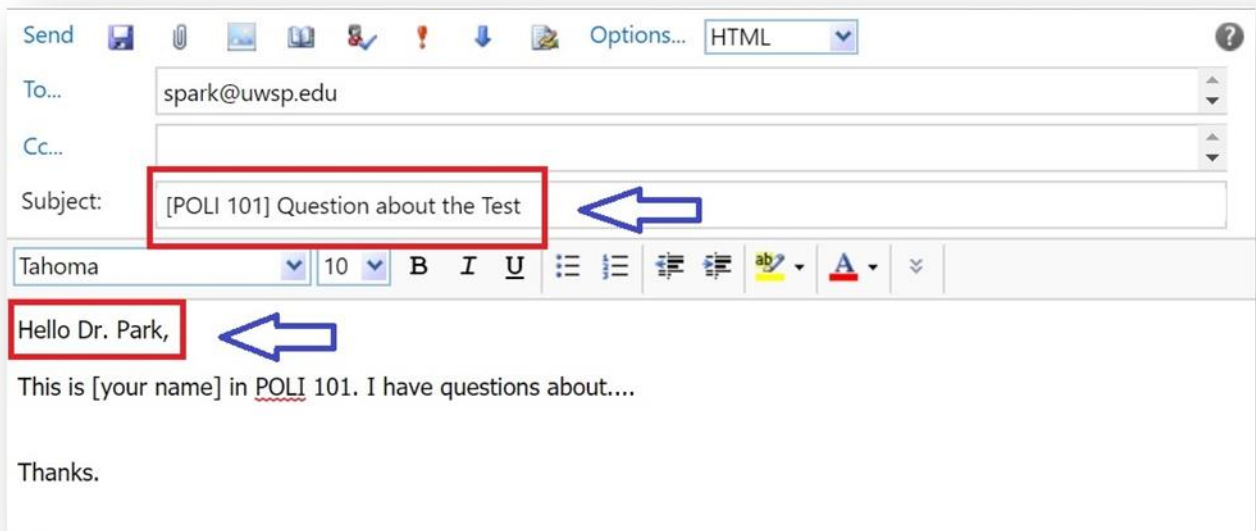 Send Options... HTML
To... spark@uwsp.edu
Cc...
Subject: [POLI 101] Question about the Test
Tahoma 10 B I U ab A
Hello Dr. Park,
This is [your name] in POLI 101. I have questions about....
Thanks.